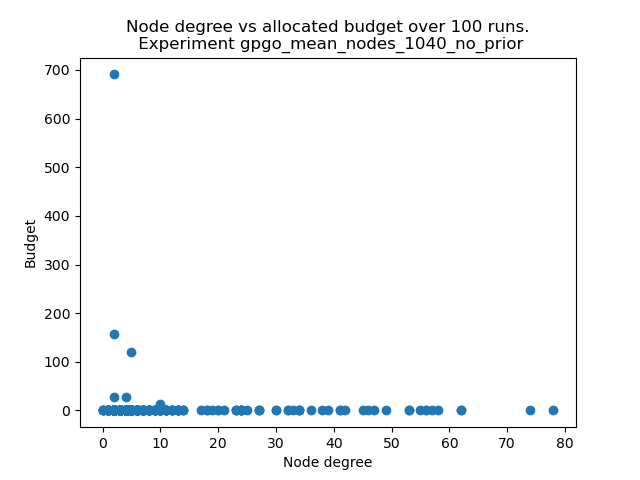 Node degree vs allocated budget over 100 runs.
Experiment gpgo_mean_nodes_1040_no_prior
700
600
500
400
300
200
100
0
Budget
0 10 20 30 40 50 60 70 80
Node degree